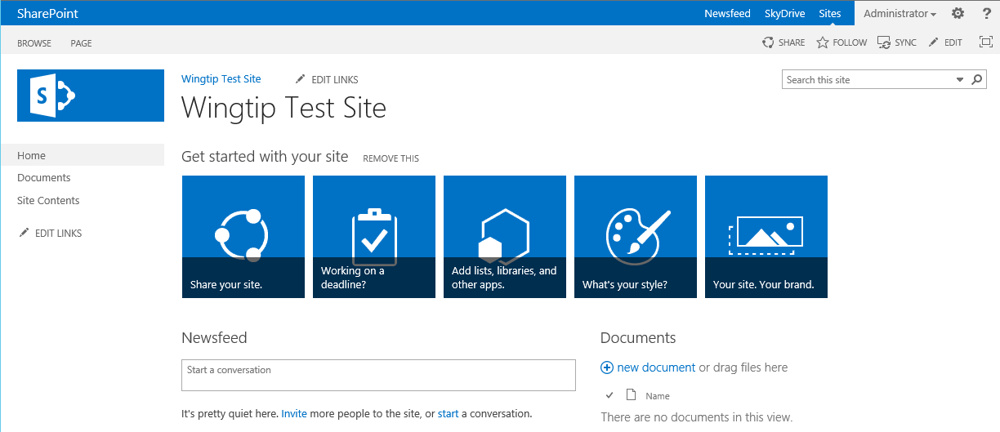 SharePoint
Newsfeed SkyDrive Sites Administrator ?
BROWSE PAGE
SHARE FOLLOW SYNC EDIT
S
Wingtip Test Site EDIT LINKS
Search this site
Wingtip Test Site
Home
Documents
Site Contents
EDIT LINKS
Get started with your site REMOVE THIS
Share your site.
Working on a
deadline?
Add lists, libraries, and
other apps.
What's your style?
Your site. Your brand.
Newsfeed
Start a conversation
It's pretty quiet here. Invite more people to the site, or start a conversation.
Documents
new document or drag files here
Name
There are no documents in this view.